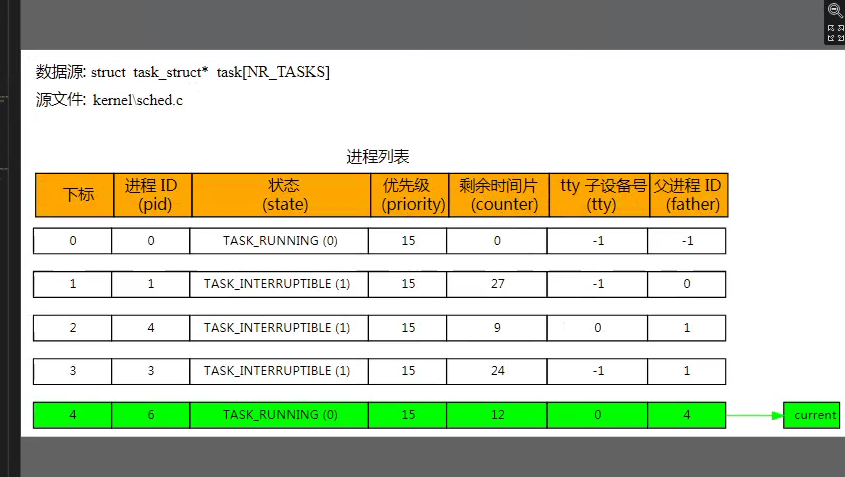 数据源: struct task_struct* task[NR_TASKS]
源文件: kernel\sched.c
进程列表
下标 进程 ID (pid) 状态 (state) 优先级 (priority) 剩余时间片 (counter) tty 子设备号 (tty) 父进程 ID (father)
0 0 TASK_RUNNING (0) 15 0 -1 -1
1 1 TASK_INTERRUPTIBLE (1) 15 27 -1 0
2 4 TASK_INTERRUPTIBLE (1) 15 9 0 1
3 3 TASK_INTERRUPTIBLE (1) 15 24 -1 1
4 6 TASK_RUNNING (0) 15 12 0 4 current